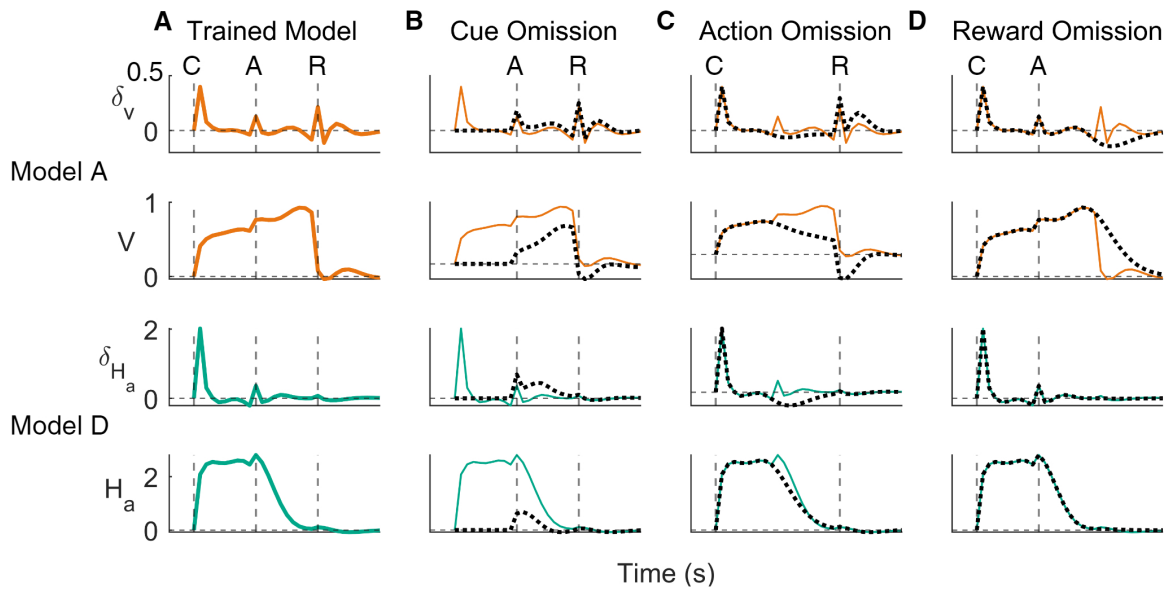 A Trained Model
B Cue Omission
C Action Omission
D Reward Omission
C A R
A R
C R
C A
0.5
δv
0
Model A
1
V
0
2
δHa
0
Model D
2
Ha
0
Time (s)